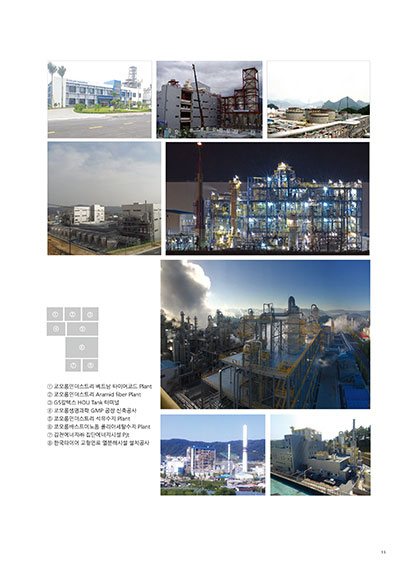 ① ② ③
④ ⑤
⑥
⑦ ⑧
① 코오롱인더스트리 베트남 타이어코드 Plant
② 코오롱인더스트리 Aramid fiber Plant
③ GS칼텍스 HOU Tank 터미널
④ 코오롱생명과학 GMP 공장 신축공사
⑤ 코오롱인더스트리 석유수지 Plant
⑥ 코오롱바스프이노폼 폴리아세탈수지 Plant
⑦ 김천에너지㈜ 집단에너지시설 Pjt
⑧ 한국타이어 고형연료 열분해시설 설치공사